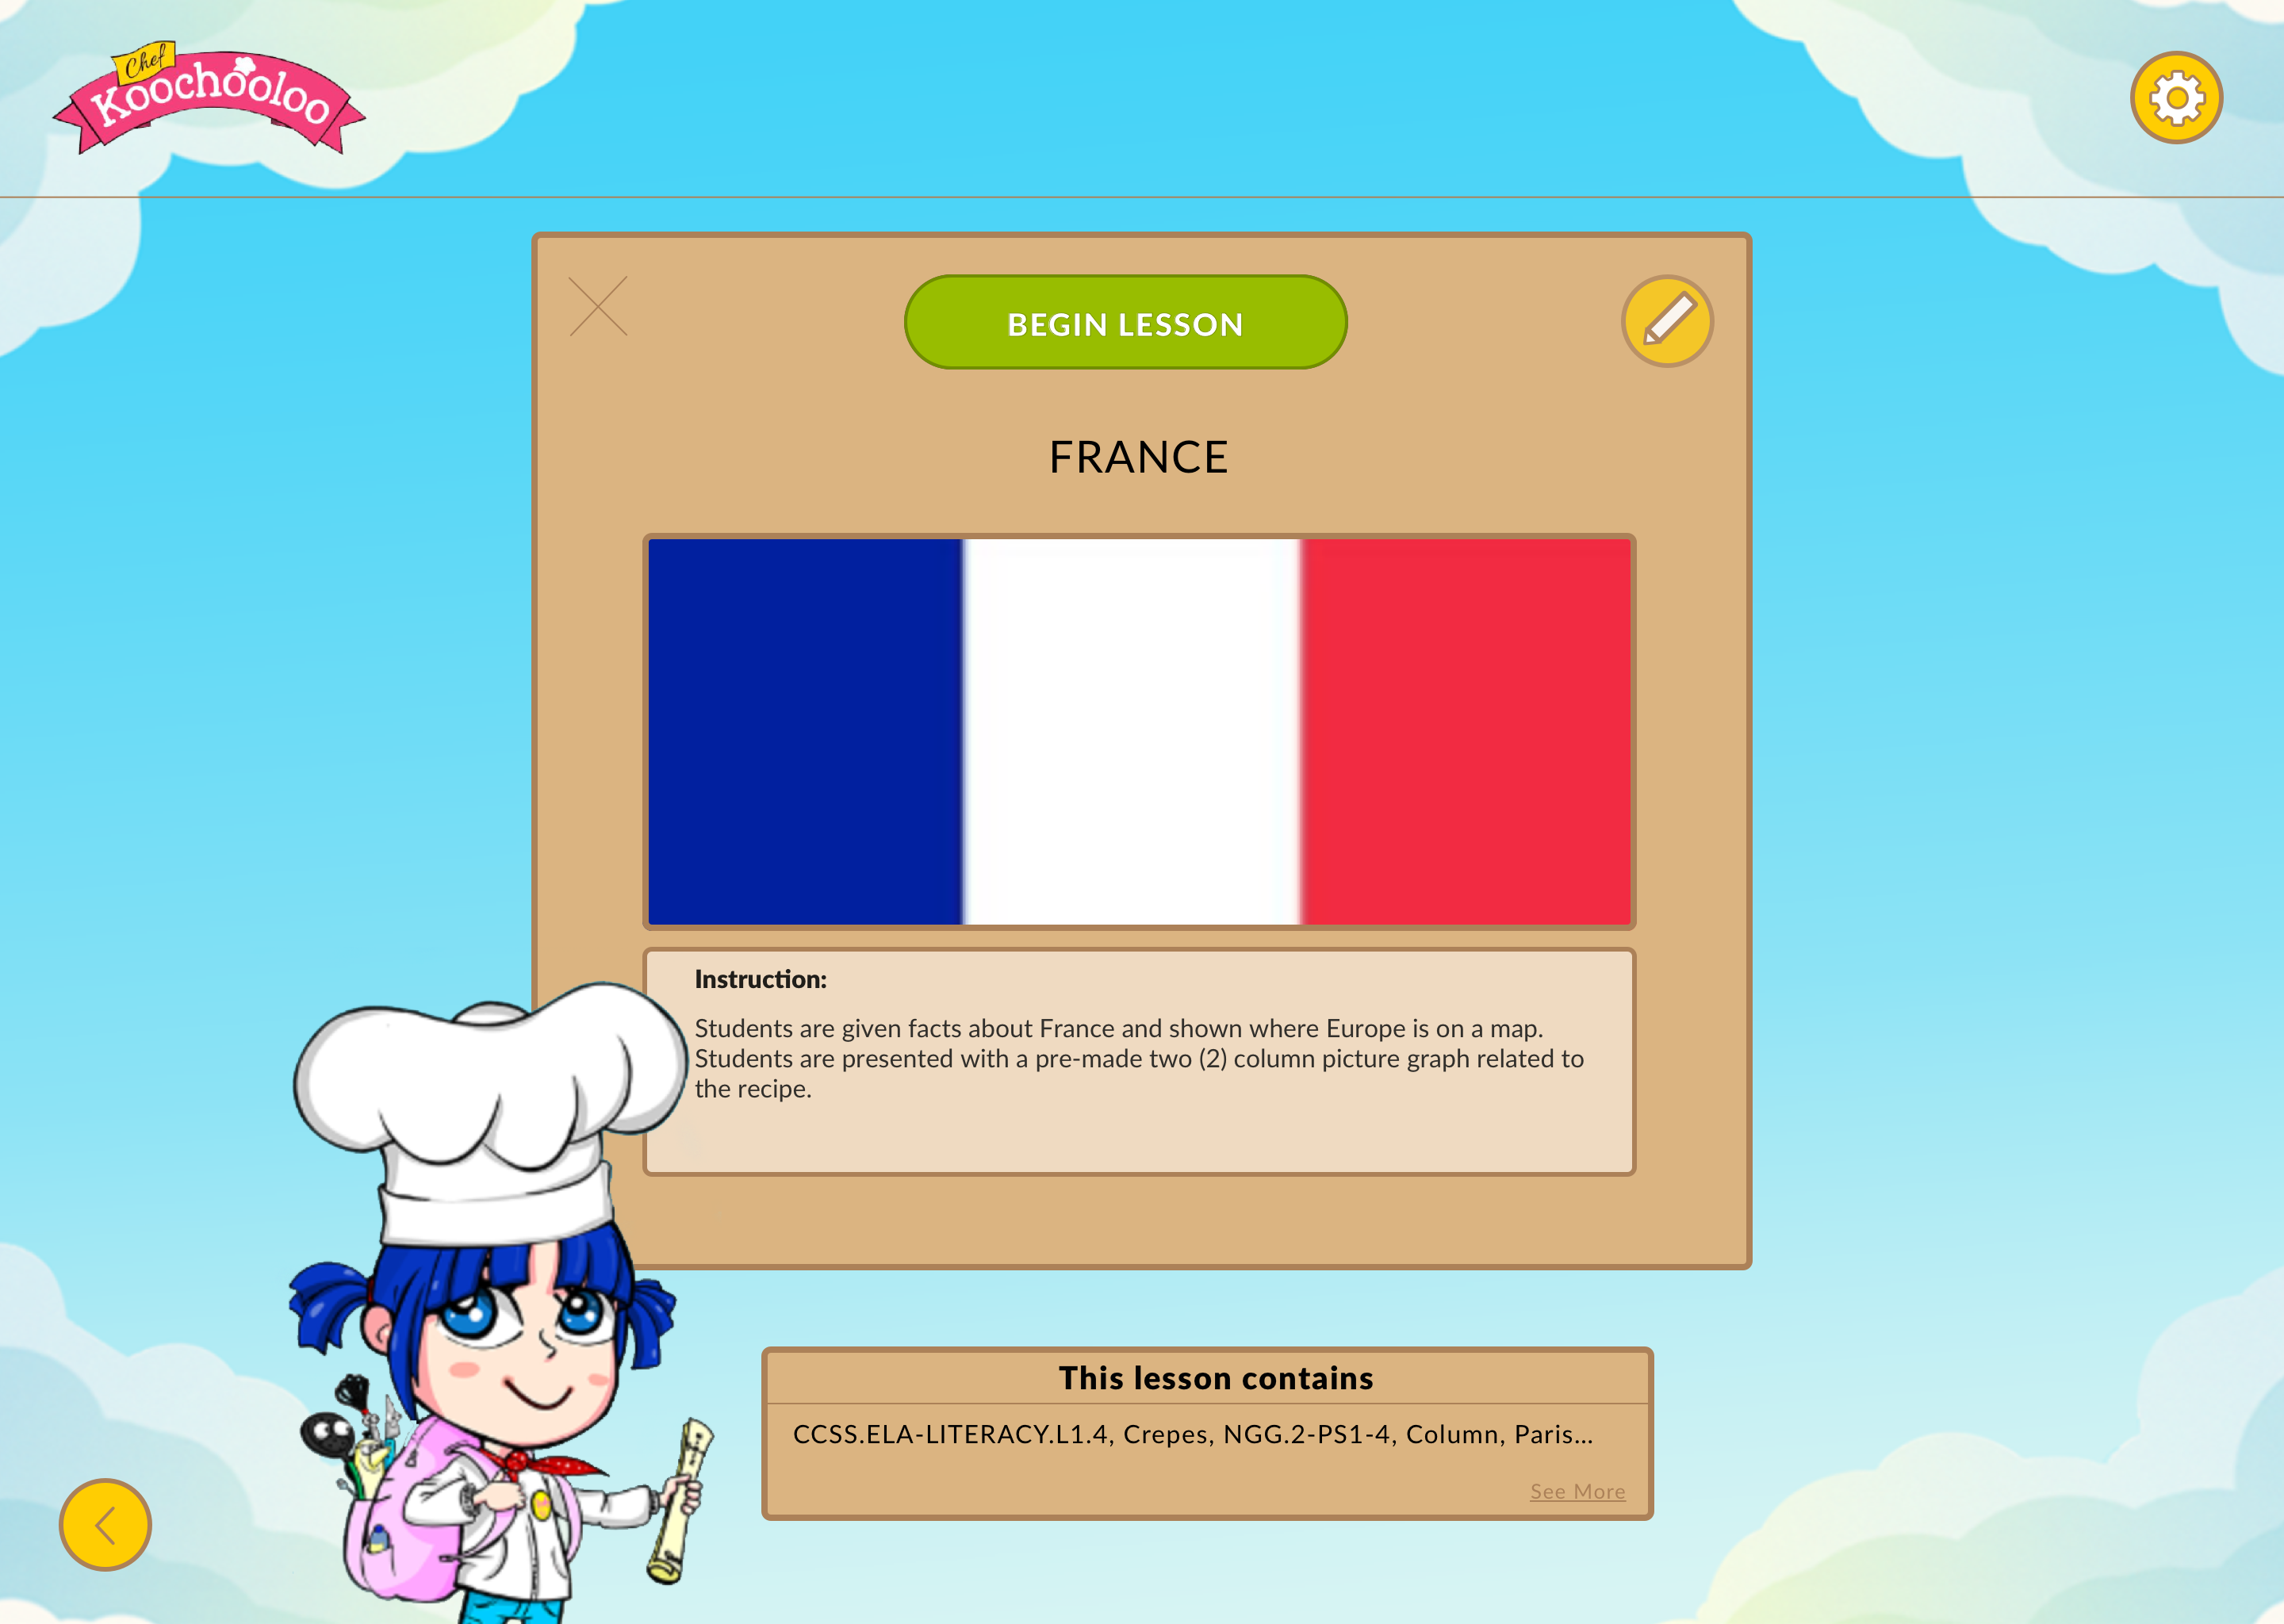 Chef
Koochooloo
BEGIN LESSON
FRANCE
Instruction:
Students are given facts about France and shown where Europe is on a map.
Students are presented with a pre-made two (2) column picture graph related to
the recipe.
This lesson contains
CCSS.ELA-LITERACY.L1.4, Crepes, NGG.2-PS1-4, Column, Paris...
See More